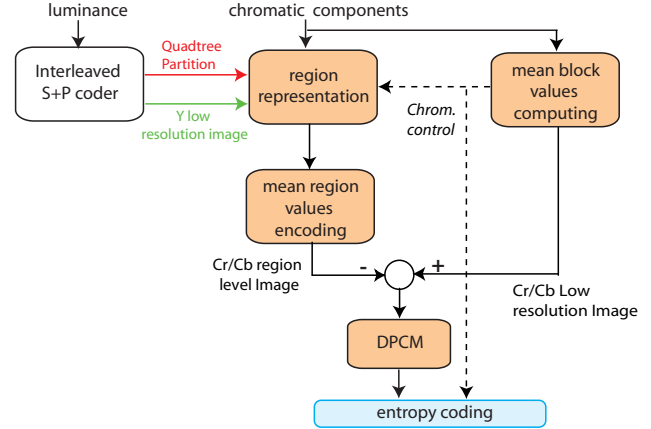 luminance
chromatic components
Quadtree
Partition
Interleaved
S+P coder
region
representation
mean block
values
computing
Y low
resolution image
Chrom.
control
mean region
values
encoding
Cr/Cb region
level Image
-
+
Cr/Cb Low
resolution Image
DPCM
entropy coding